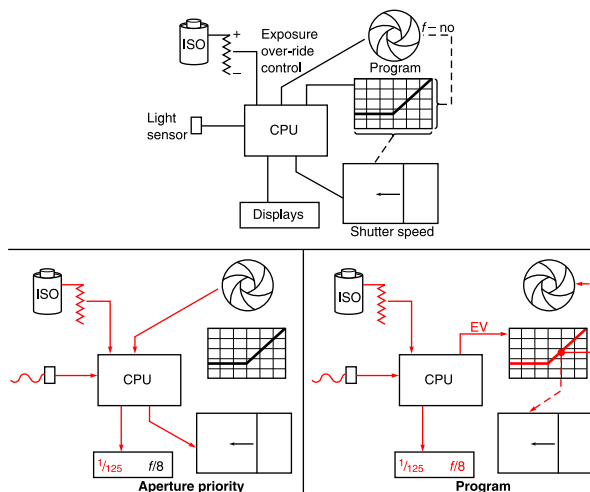 ISO
+
–
Exposure
over-ride
control
f – no
Program
Light
sensor
CPU
Displays
Shutter speed
ISO
CPU
1/125 f/8
Aperture priority
ISO
EV
CPU
1/125 f/8
Program